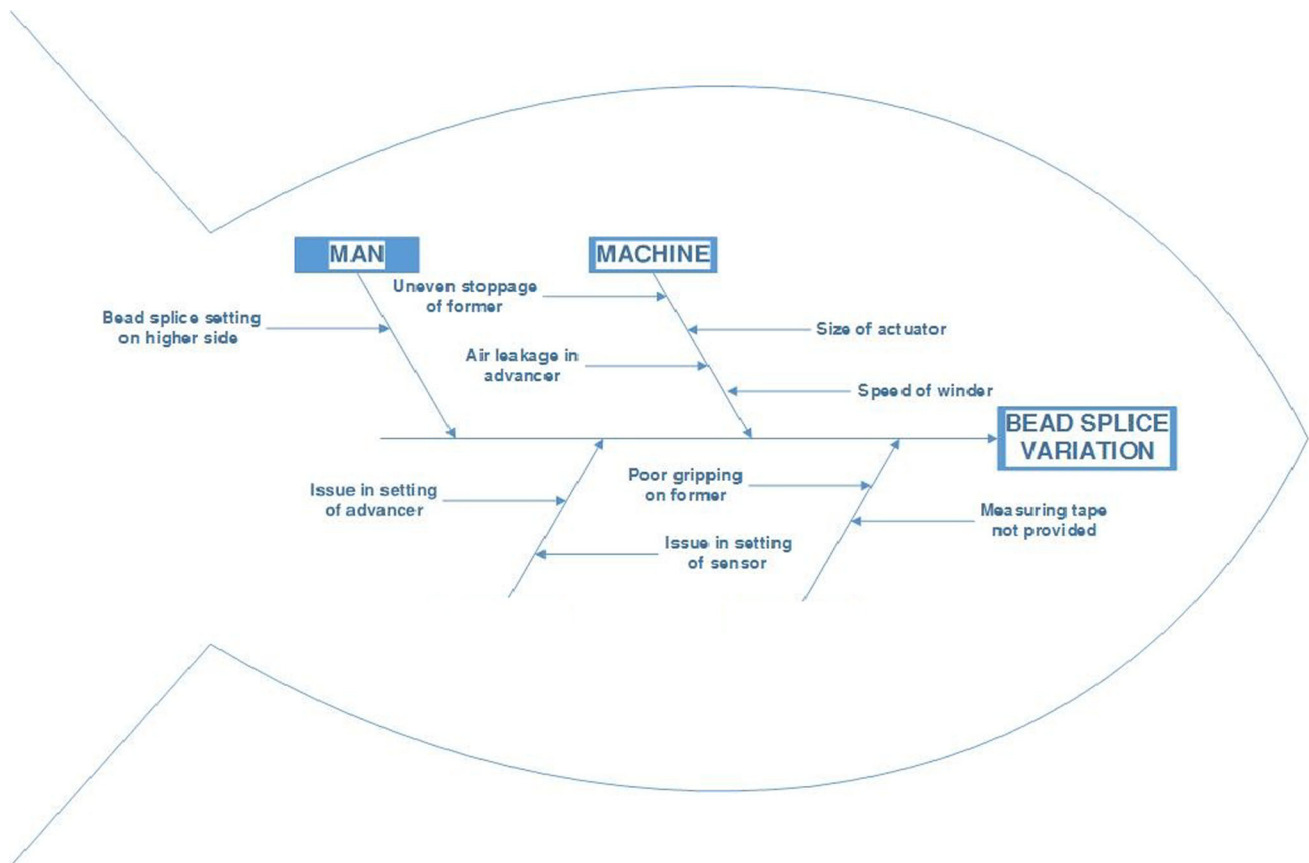 MAN
MACHINE
Uneven stoppage
of former
Bead splice setting
on higher side
Size of actuator
Air leakage in
advancer
Speed of winder
BEAD SPLICE
VARIATION
Issue in setting
of advancer
Poor gripping
on former
Measuring tape
not provided
Issue in setting
of sensor